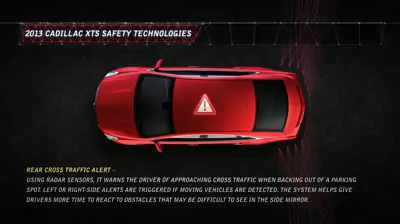 2013 CADILLAC XTS SAFETY TECHNOLOGIES
REAR CROSS TRAFFIC ALERT –
USING RADAR SENSORS, IT WARNS THE DRIVER OF APPROACHING CROSS TRAFFIC WHEN BACKING OUT OF A PARKING
SPOT. LEFT OR RIGHT-SIDE ALERTS ARE TRIGGERED IF MOVING VEHICLES ARE DETECTED. THE SYSTEM HELPS GIVE
DRIVERS MORE TIME TO REACT TO OBSTACLES THAT MAY BE DIFFICULT TO SEE IN THE SIDE MIRROR.